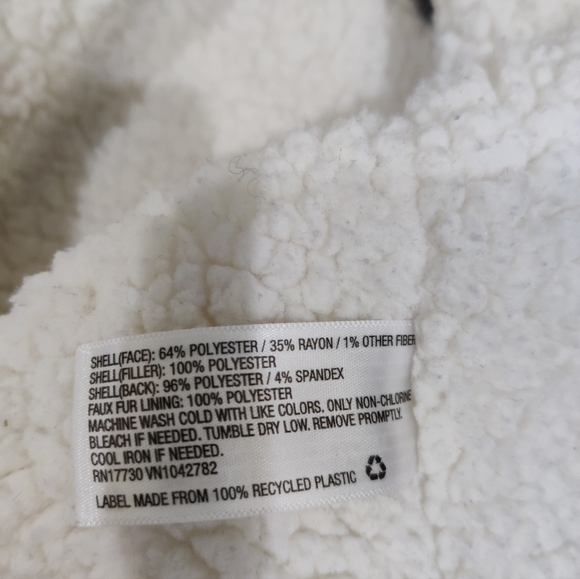 SHELL(FACE): 64% POLYESTER / 35% RAYON / 1% OTHER FIBER
SHELL(FILLER): 100% POLYESTER
SHELL(BACK): 96% POLYESTER / 4% SPANDEX
FAUX FUR LINING: 100% POLYESTER
MACHINE WASH COLD WITH LIKE COLORS. ONLY NON-CHLORINE
BLEACH IF NEEDED. TUMBLE DRY LOW. REMOVE PROMPTLY.
COOL IRON IF NEEDED.
RN17730 VN1042782
LABEL MADE FROM 100% RECYCLED PLASTIC